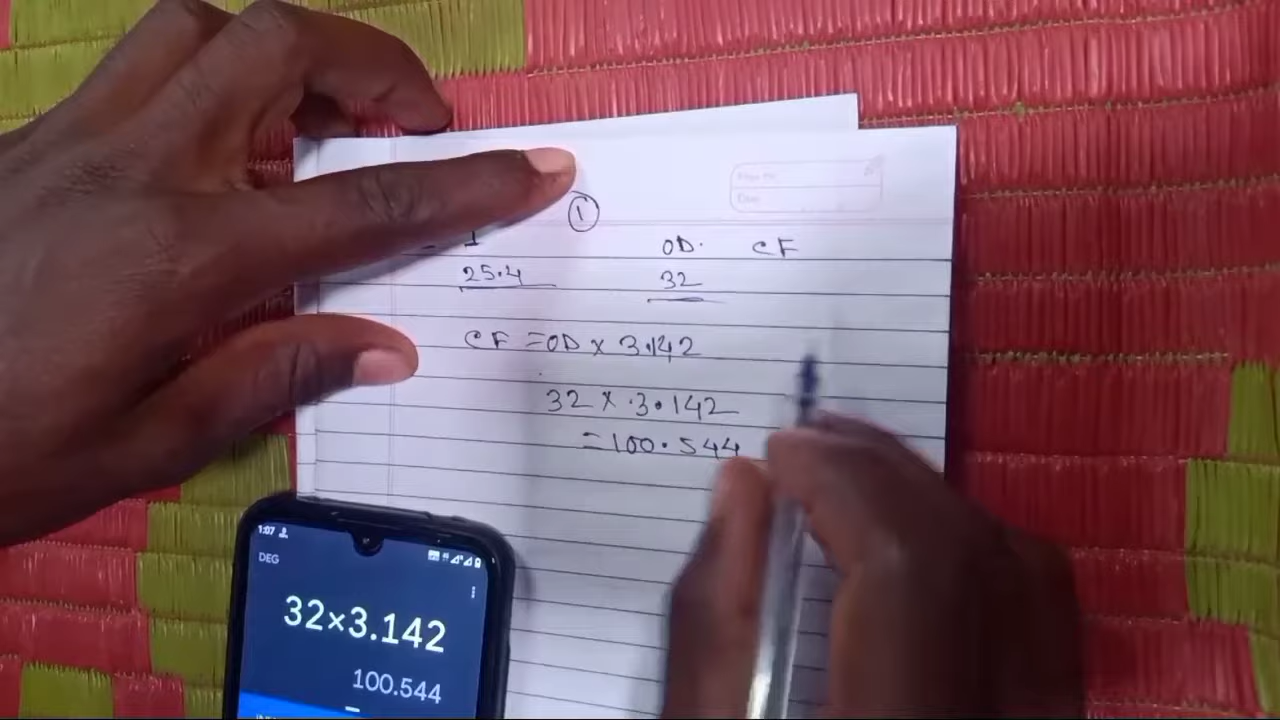 ①
1 OD. CF
25.4 32
CF = OD × 3.142
32 × 3.142
= 100.544
1:07
DEG
32×3.142
100.544